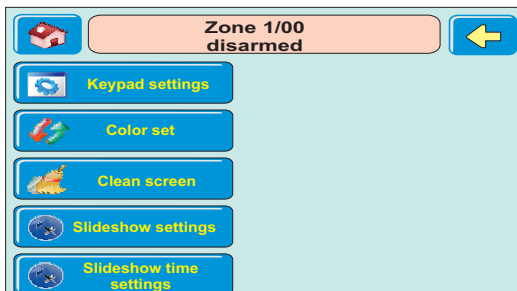 Zone 1/00
disarmed
Keypad settings
Color set
Clean screen
Slideshow settings
Slideshow time
settings